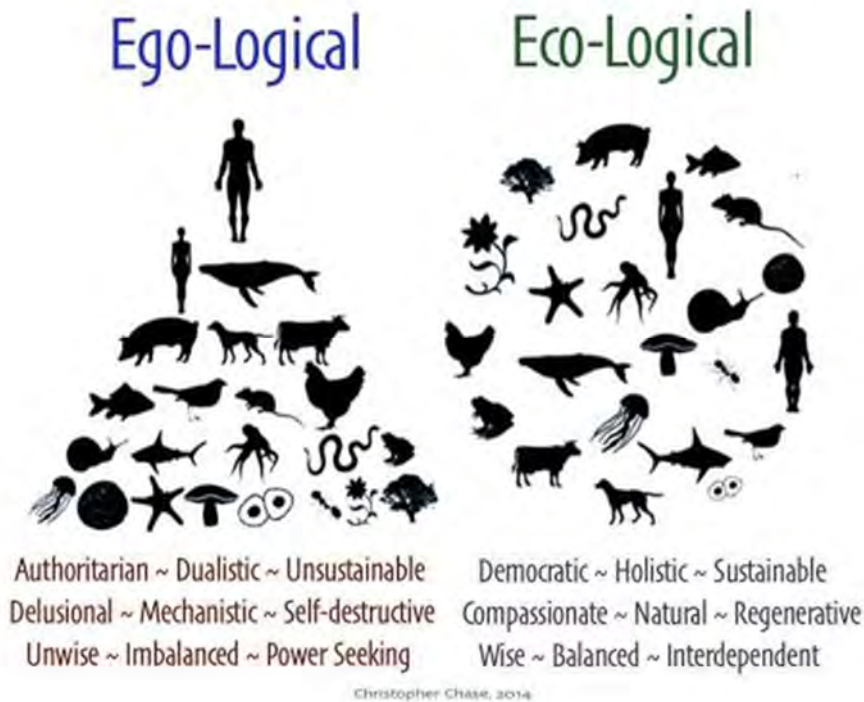 Ego-Logical
Eco-Logical
Authoritarian ~ Dualistic ~ Unsustainable
Delusional ~ Mechanistic ~ Self-destructive
Unwise ~ Imbalanced ~ Power Seeking
Democratic ~ Holistic ~ Sustainable
Compassionate ~ Natural ~ Regenerative
Wise ~ Balanced ~ Interdependent
Christopher Chase, 2014